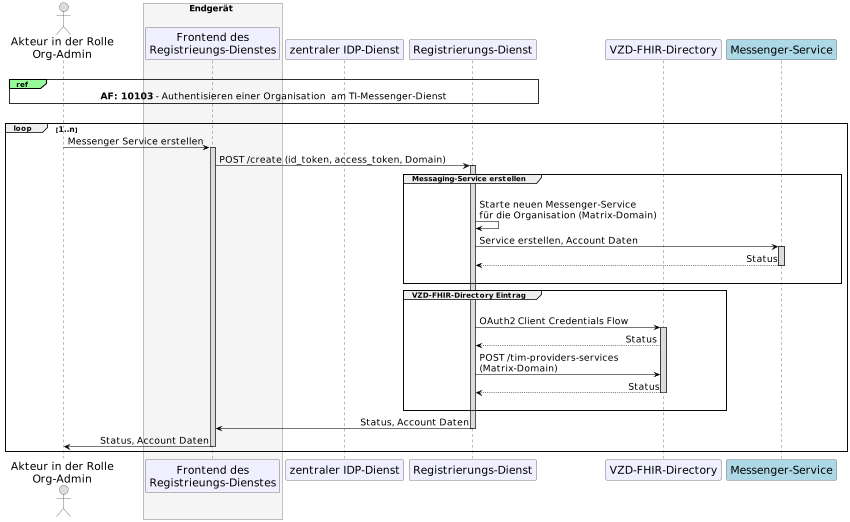 Endgerät
Akteur in der Rolle
Org-Admin
Frontend des
Registrieungs-Dienstes
zentraler IDP-Dienst
Registrierungs-Dienst
VZD-FHIR-Directory
Messenger-Service
ref
AF: 10103 - Authentisieren einer Organisation am TI-Messenger-Dienst
loop [1..n]
Messenger Service erstellen
POST /create (id_token, access_token, Domain)
Messaging-Service erstellen
Starte neuen Messenger-Service
für die Organisation (Matrix-Domain)
Service erstellen, Account Daten
Status
VZD-FHIR-Directory Eintrag
OAuth2 Client Credentials Flow
Status
POST /tim-providers-services
(Matrix-Domain)
Status
Status, Account Daten
Status, Account Daten
Akteur in der Rolle
Org-Admin
Frontend des
Registrieungs-Dienstes
zentraler IDP-Dienst
Registrierungs-Dienst
VZD-FHIR-Directory
Messenger-Service